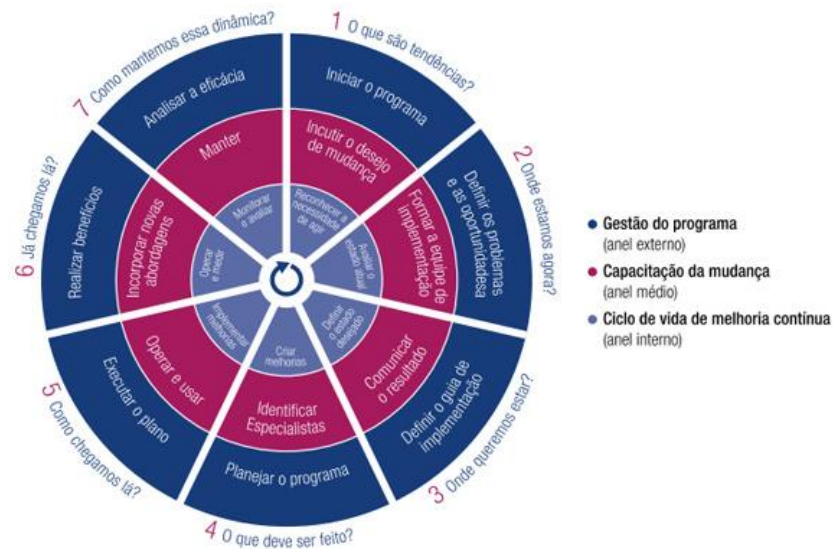 1 O que são tendências?
Iniciar o programa
Incutir o desejo
de mudança
Reconhecer a
necessidade
de agir
2 Onde estamos agora?
Definir os problemas
e as oportunidadesa
Formar a equipe de
implementação
Avaliar o
estado atual
3 Onde queremos estar?
Definir o guia de
implementação
Comunicar
o resultado
Definir
o estado
desejado
4 O que deve ser feito?
Planejar o programa
Identificar
Especialistas
Criar
melhorias
5 Como chegamos lá?
Executar o plano
Operar e usar
Implementar
melhorias
6 Já chegamos lá?
Realizar benefícios
Incorporar novas
abordagens
Operar
e medir
7 Como mantemos essa dinâmica?
Analisar a eficácia
Manter
Monitorar
e avaliar
Gestão do programa
(anel externo)
Capacitação da mudança
(anel médio)
Ciclo de vida de melhoria contínua
(anel interno)